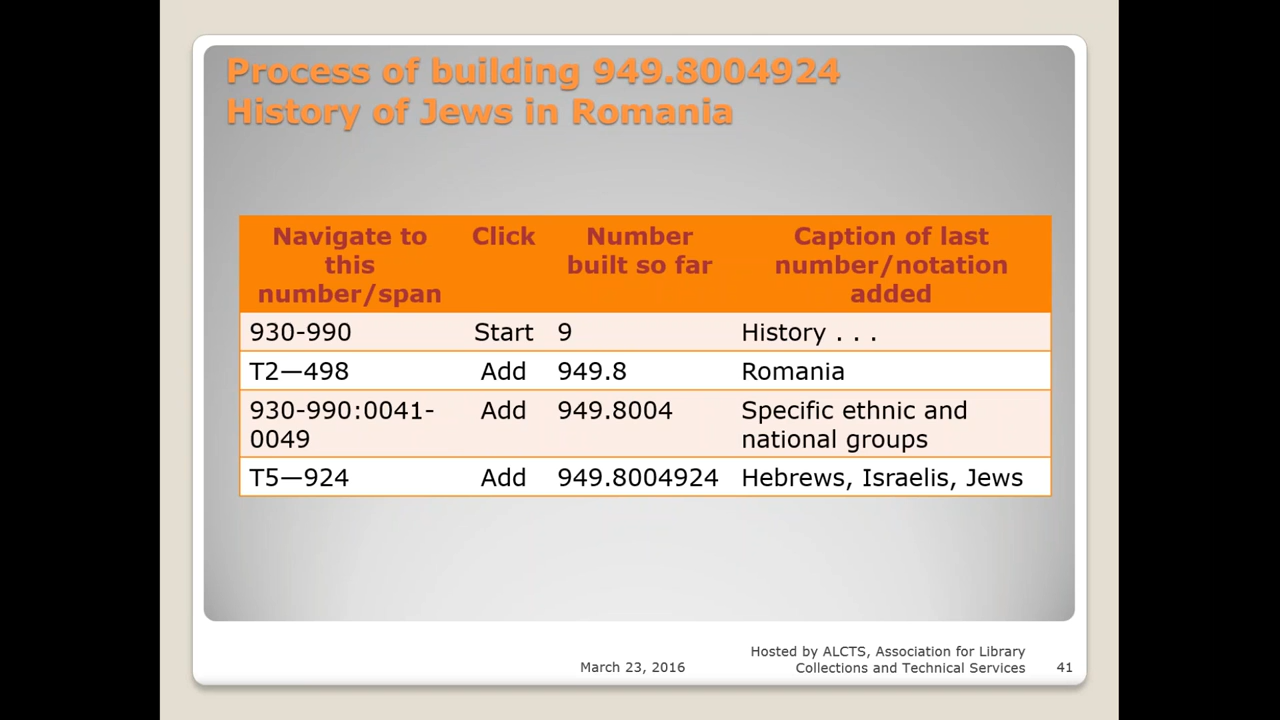 Process of building 949.8004924
History of Jews in Romania
Navigate to this number/span Click Number built so far Caption of last number/notation added
930-990 Start 9 History . . .
T2—498 Add 949.8 Romania
930-990:0041-0049 Add 949.8004 Specific ethnic and national groups
T5—924 Add 949.8004924 Hebrews, Israelis, Jews
Hosted by ALCTS, Association for Library
March 23, 2016 Collections and Technical Services 41